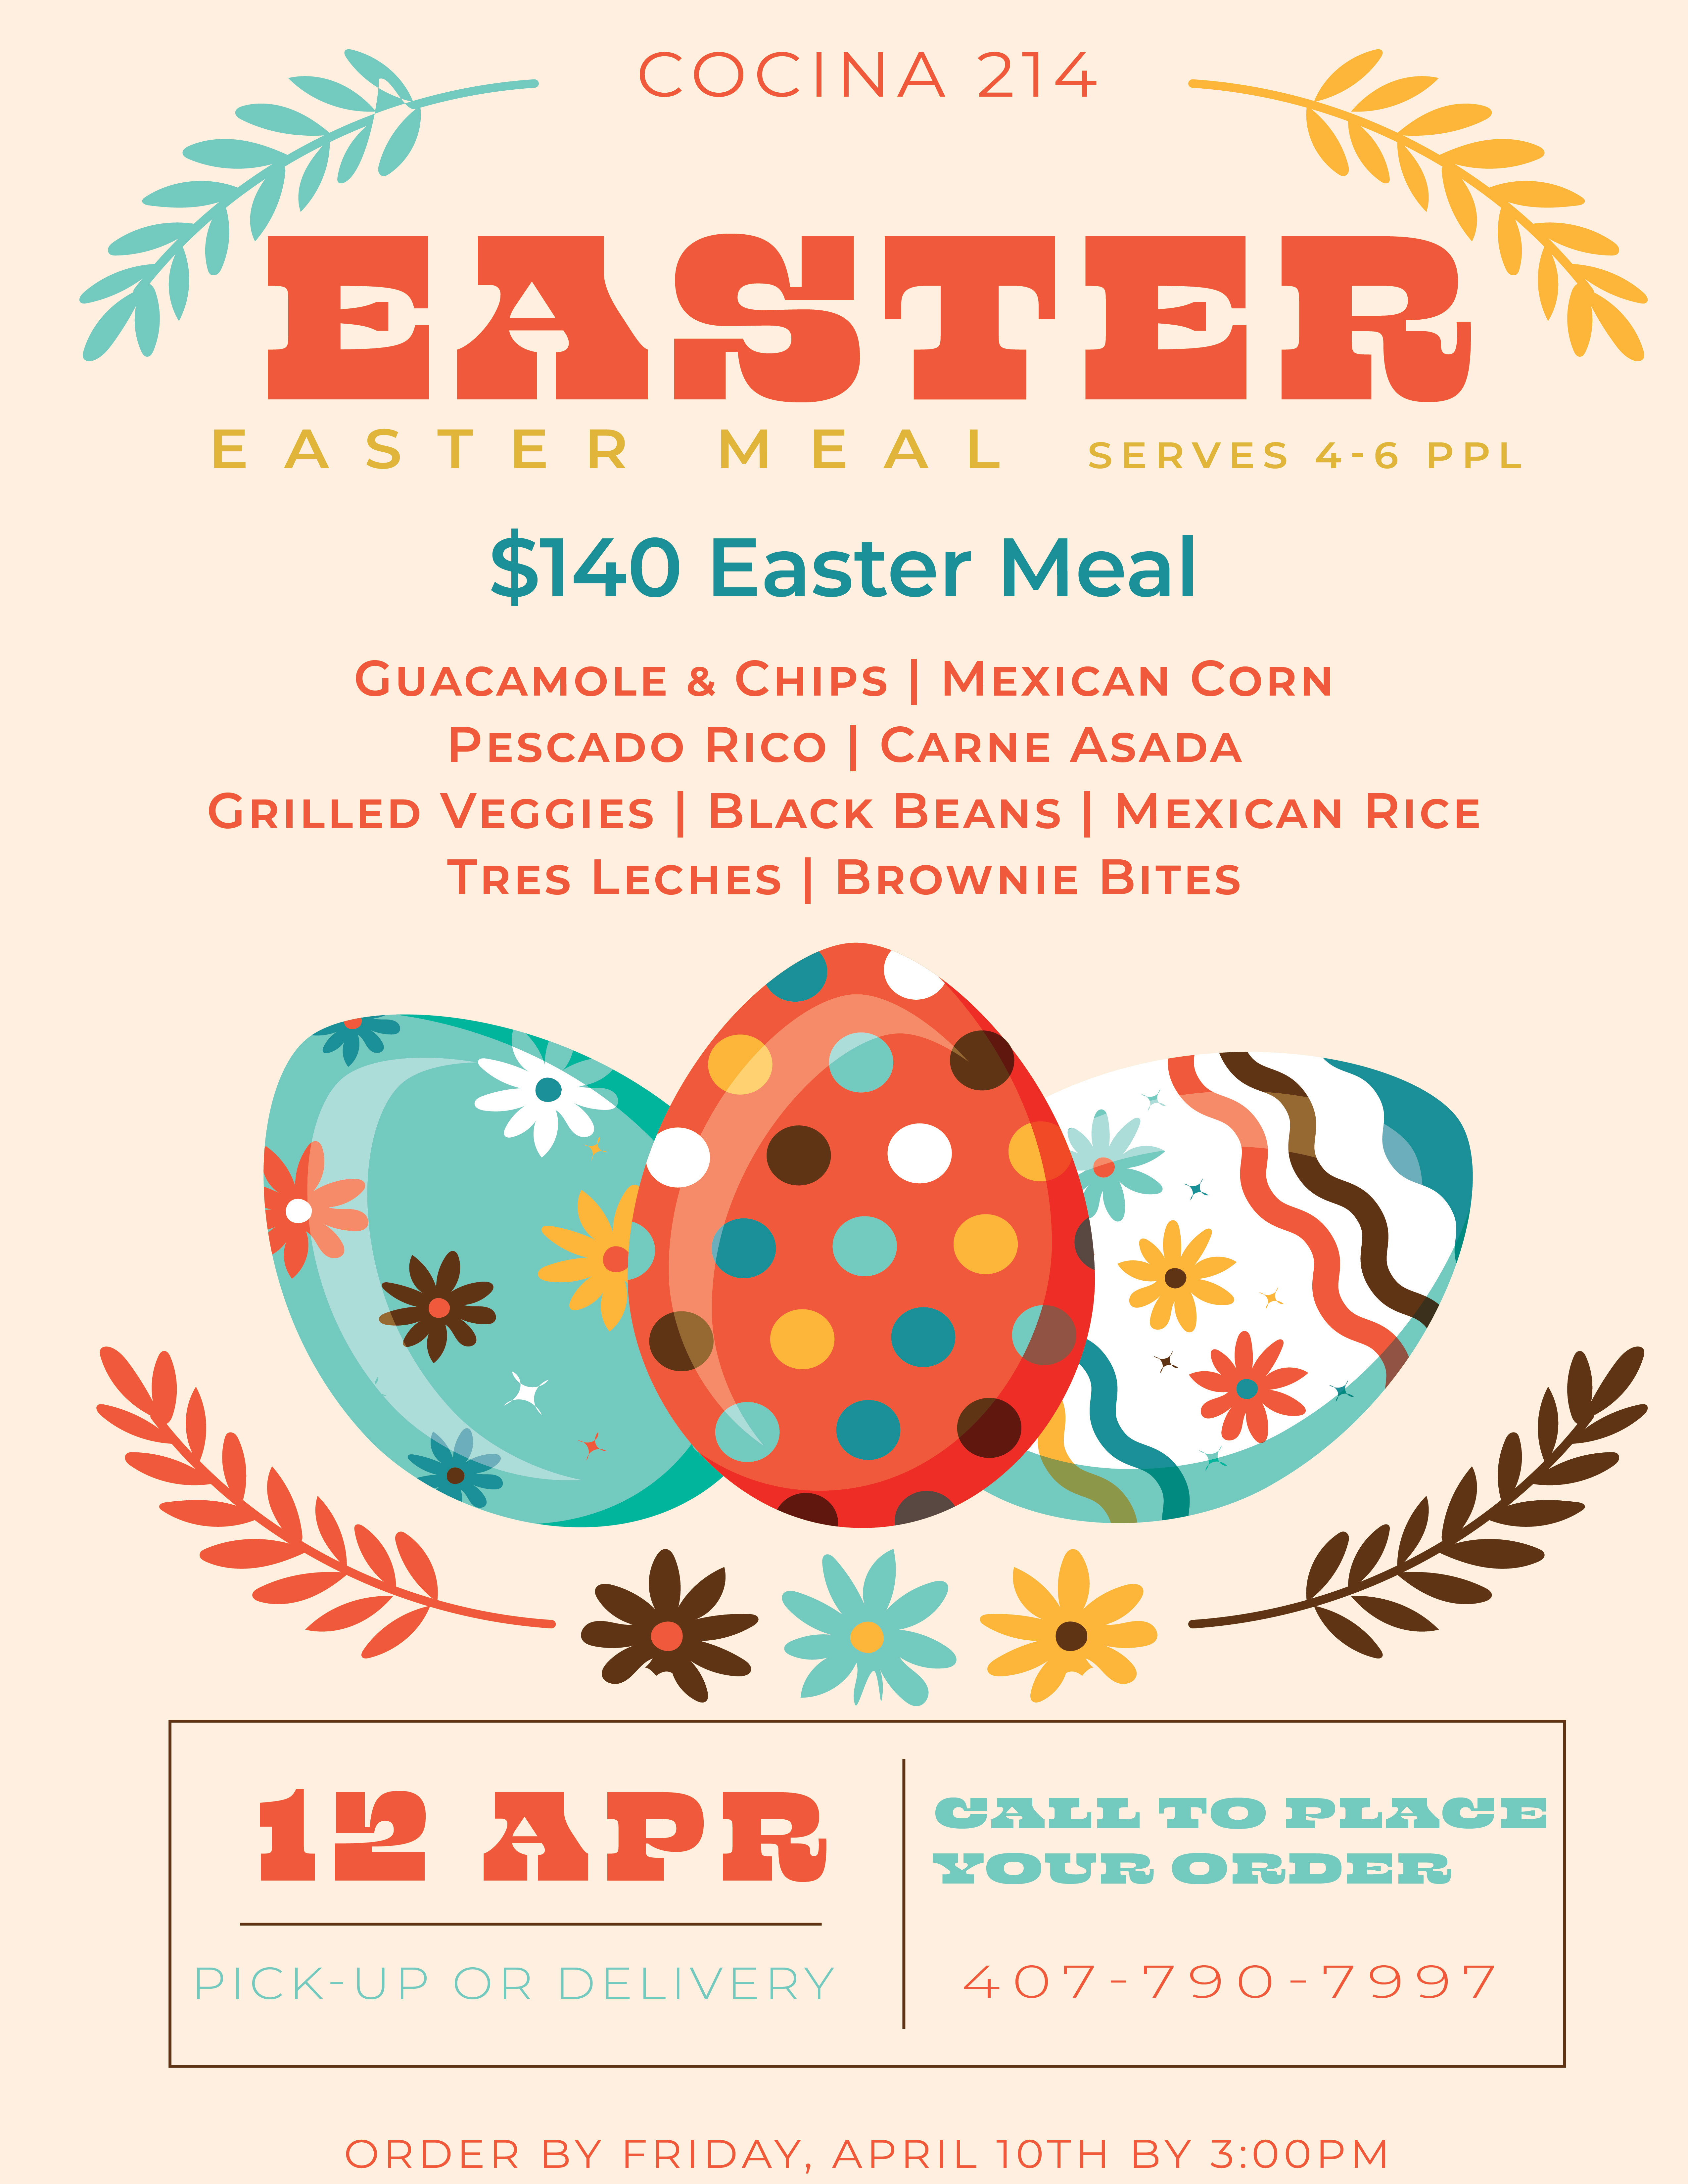 COCINA 214
EASTER
EASTER MEAL SERVES 4-6 PPL
$140 Easter Meal
Guacamole & Chips | Mexican Corn
Pescado Rico | Carne Asada
Grilled Veggies | Black Beans | Mexican Rice
Tres Leches | Brownie Bites
12 APR
PICK-UP OR DELIVERY
CALL TO PLACE
YOUR ORDER
407-790-7997
ORDER BY FRIDAY, APRIL 10TH BY 3:00PM